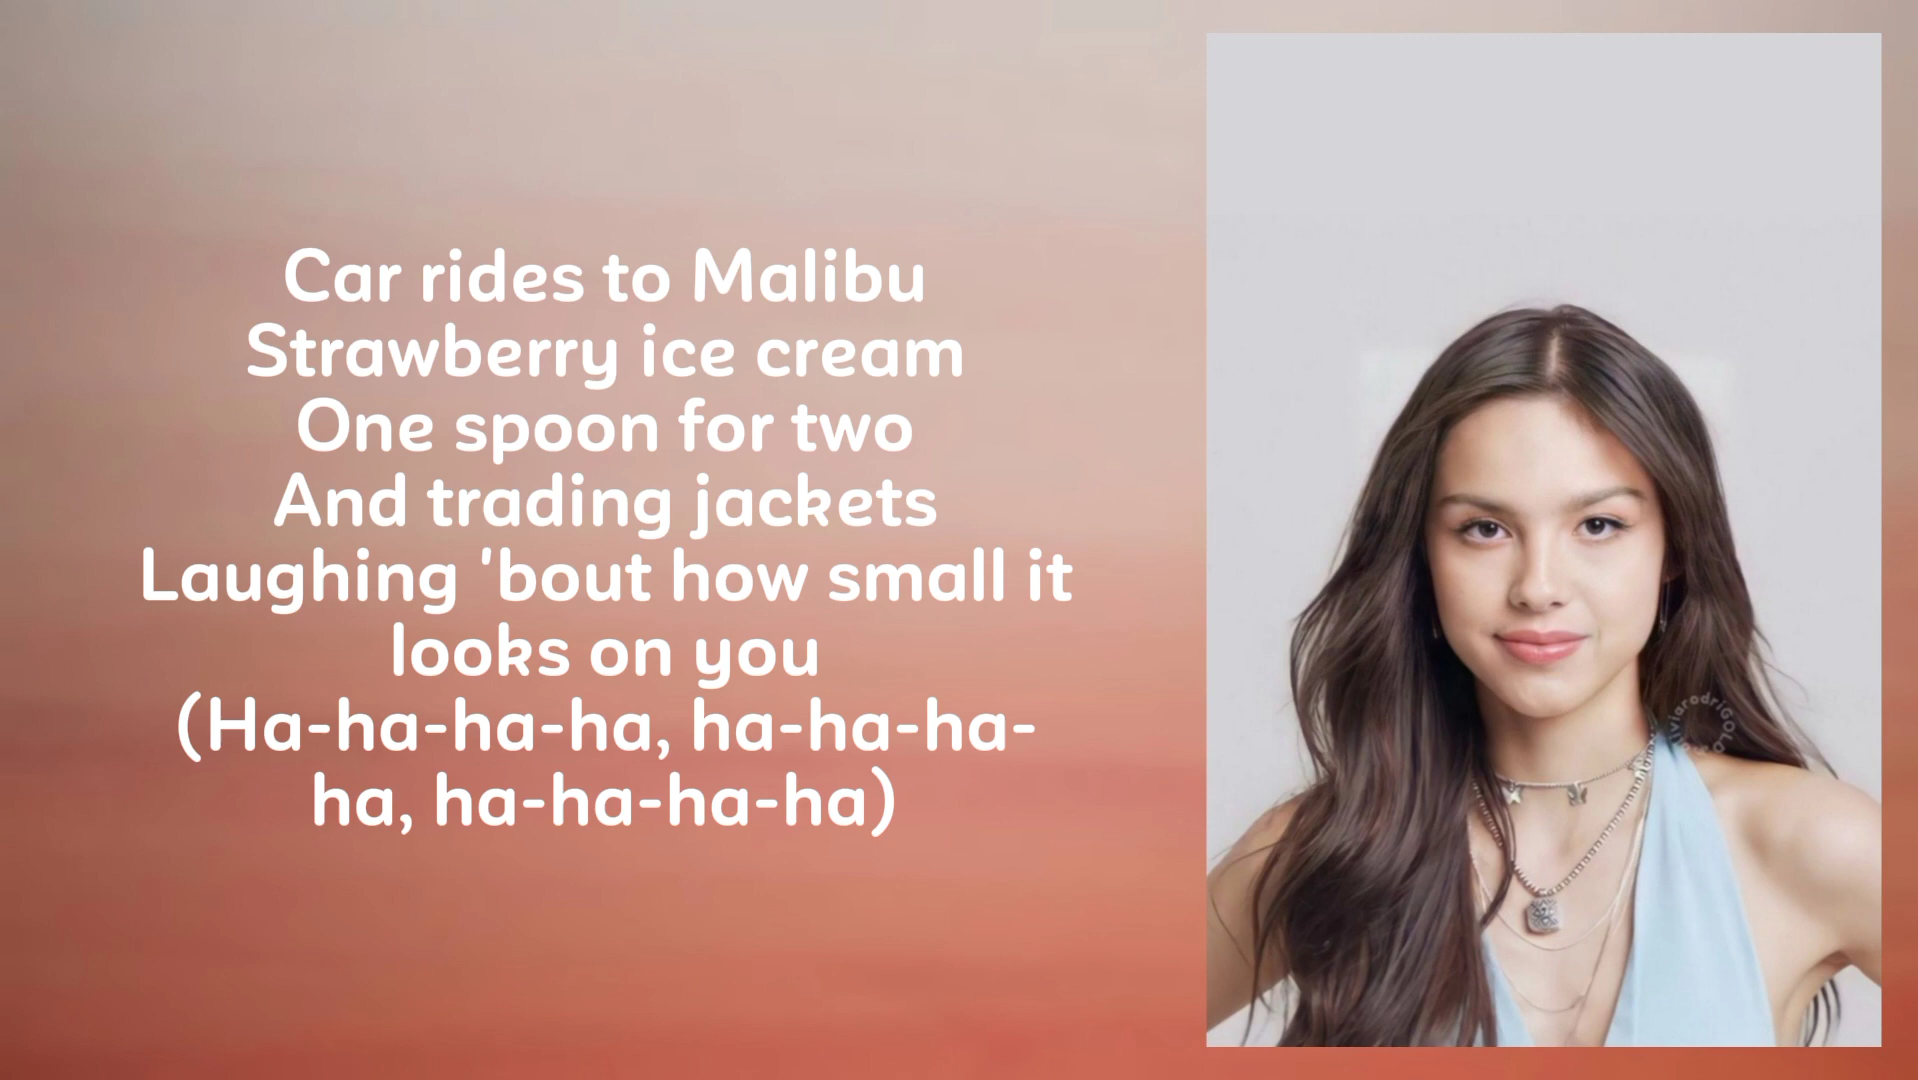 Car rides to Malibu
Strawberry ice cream
One spoon for two
And trading jackets
Laughing 'bout how small it
looks on you
(Ha-ha-ha-ha, ha-ha-ha-
ha, ha-ha-ha-ha)